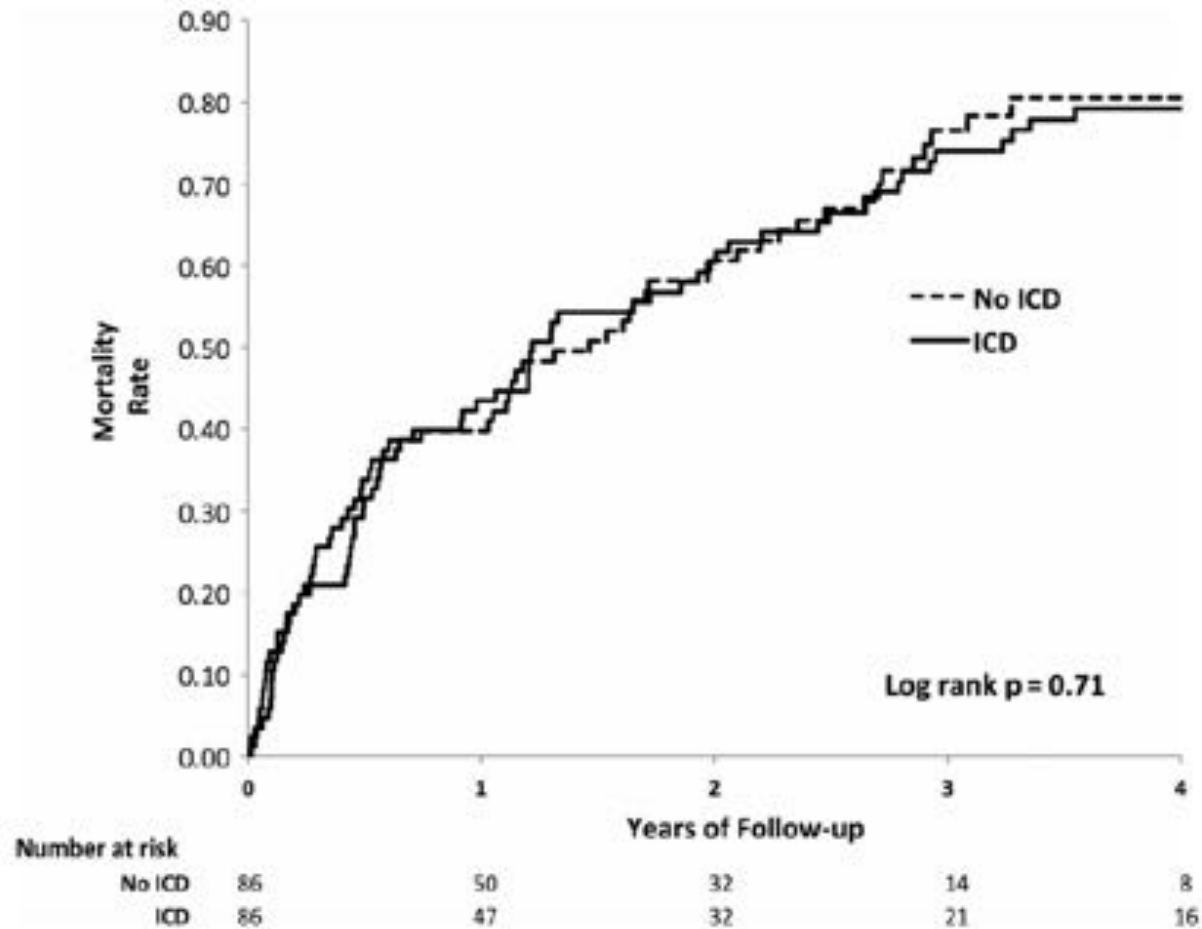 0.90
0.80
0.70
0.60
0.50
0.40
0.30
0.20
0.10
0.00
Mortality
Rate
No ICD
ICD
Log rank p = 0.71
0 1 2 3 4
Years of Follow-up
Number at risk
No ICD 86 50 32 14 8
ICD 86 47 32 21 16